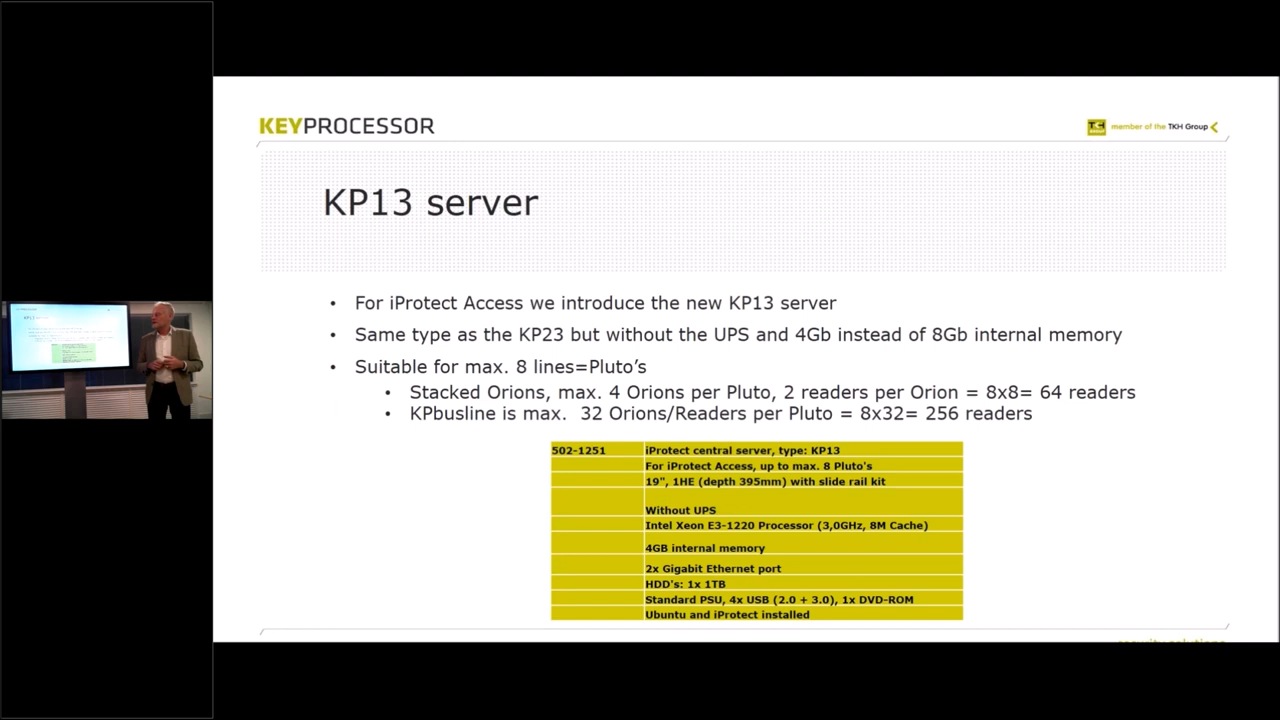 KEYPROCESSOR
member of the TKH Group
KP13 server
• For iProtect Access we introduce the new KP13 server
• Same type as the KP23 but without the UPS and 4Gb instead of 8Gb internal memory
• Suitable for max. 8 lines=Pluto’s
• Stacked Orions, max. 4 Orions per Pluto, 2 readers per Orion = 8x8= 64 readers
• KPbusline is max. 32 Orions/Readers per Pluto = 8x32= 256 readers
502-1251 iProtect central server, type: KP13
For iProtect Access, up to max. 8 Pluto's
19", 1HE (depth 395mm) with slide rail kit
Without UPS
Intel Xeon E3-1220 Processor (3,0GHz, 8M Cache)
4GB internal memory
2x Gigabit Ethernet port
HDD's: 1x 1TB
Standard PSU, 4x USB (2.0 + 3.0), 1x DVD-ROM
Ubuntu and iProtect installed